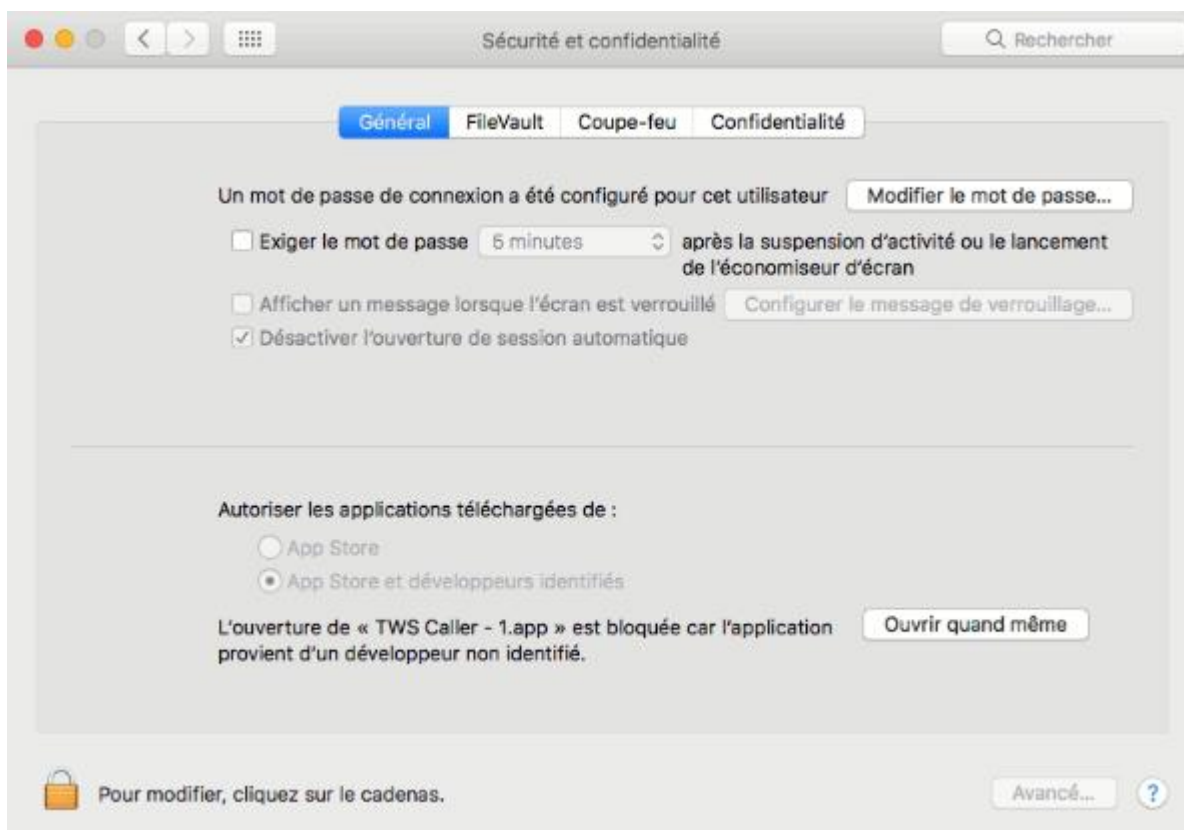 Sécurité et confidentialité
Rechercher
Général FileVault Coupe-feu Confidentialité
Un mot de passe de connexion a été configuré pour cet utilisateur Modifier le mot de passe...
Exiger le mot de passe 5 minutes après la suspension d'activité ou le lancement
de l'économiseur d'écran
Afficher un message lorsque l'écran est verrouillé Configurer le message de verrouillage...
Désactiver l'ouverture de session automatique
Autoriser les applications téléchargées de :
App Store
App Store et développeurs identifiés
L'ouverture de « TWS Caller - 1.app » est bloquée car l'application
provient d'un développeur non identifié.
Ouvrir quand même
Pour modifier, cliquez sur le cadenas.
Avancé... ?